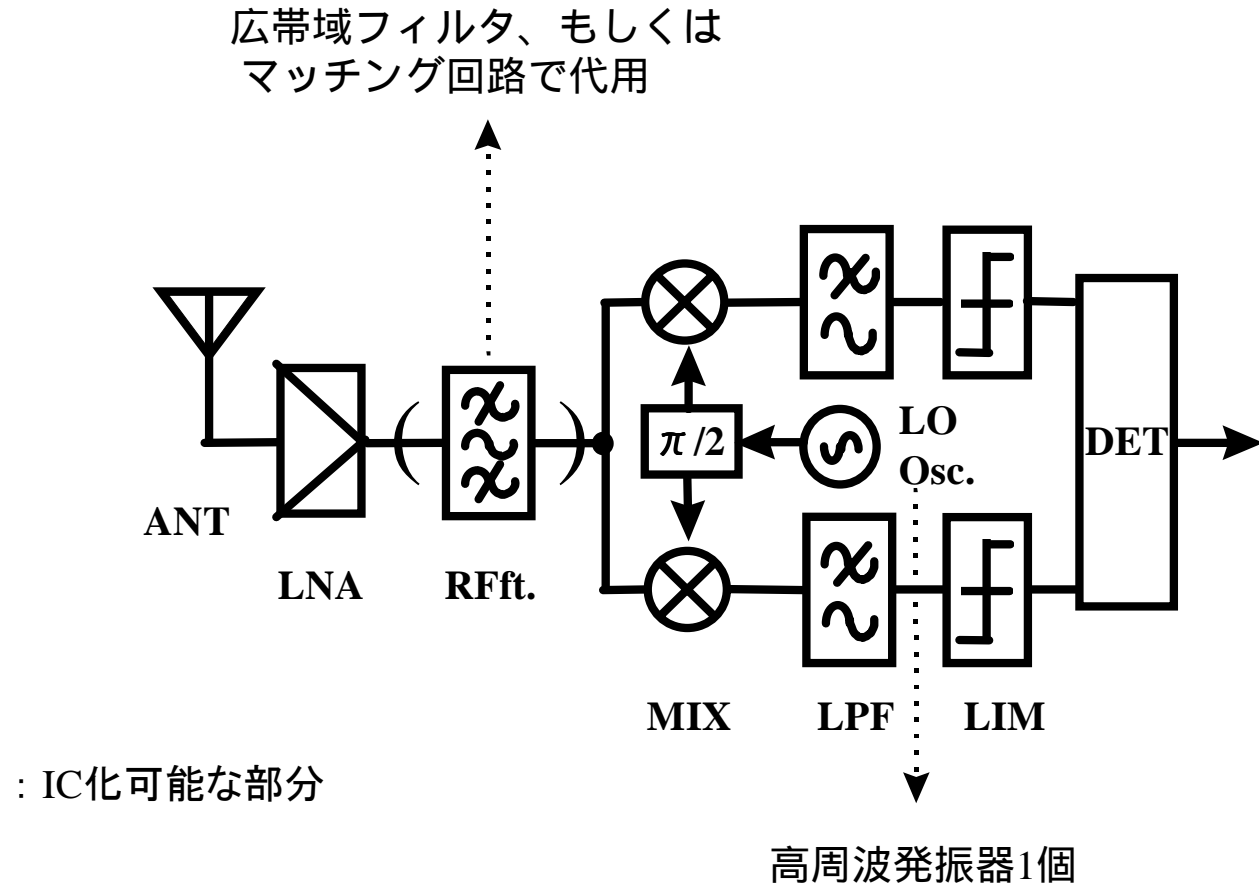 広帯域フィルタ、もしくは
マッチング回路で代用
π/2
LO
Osc.
DET
ANT
LNA
RFft.
MIX
LPF
LIM
: IC化可能な部分
高周波発振器1個